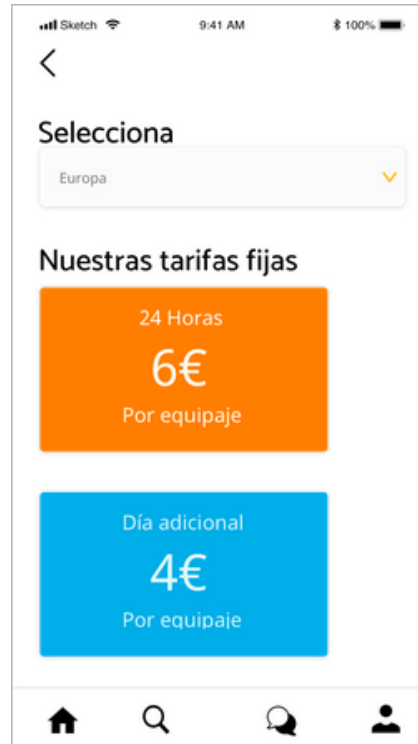 Sketch 9:41 AM 100%
Selecciona
Europa
Nuestras tarifas fijas
24 Horas
6€
Por equipaje
Día adicional
4€
Por equipaje